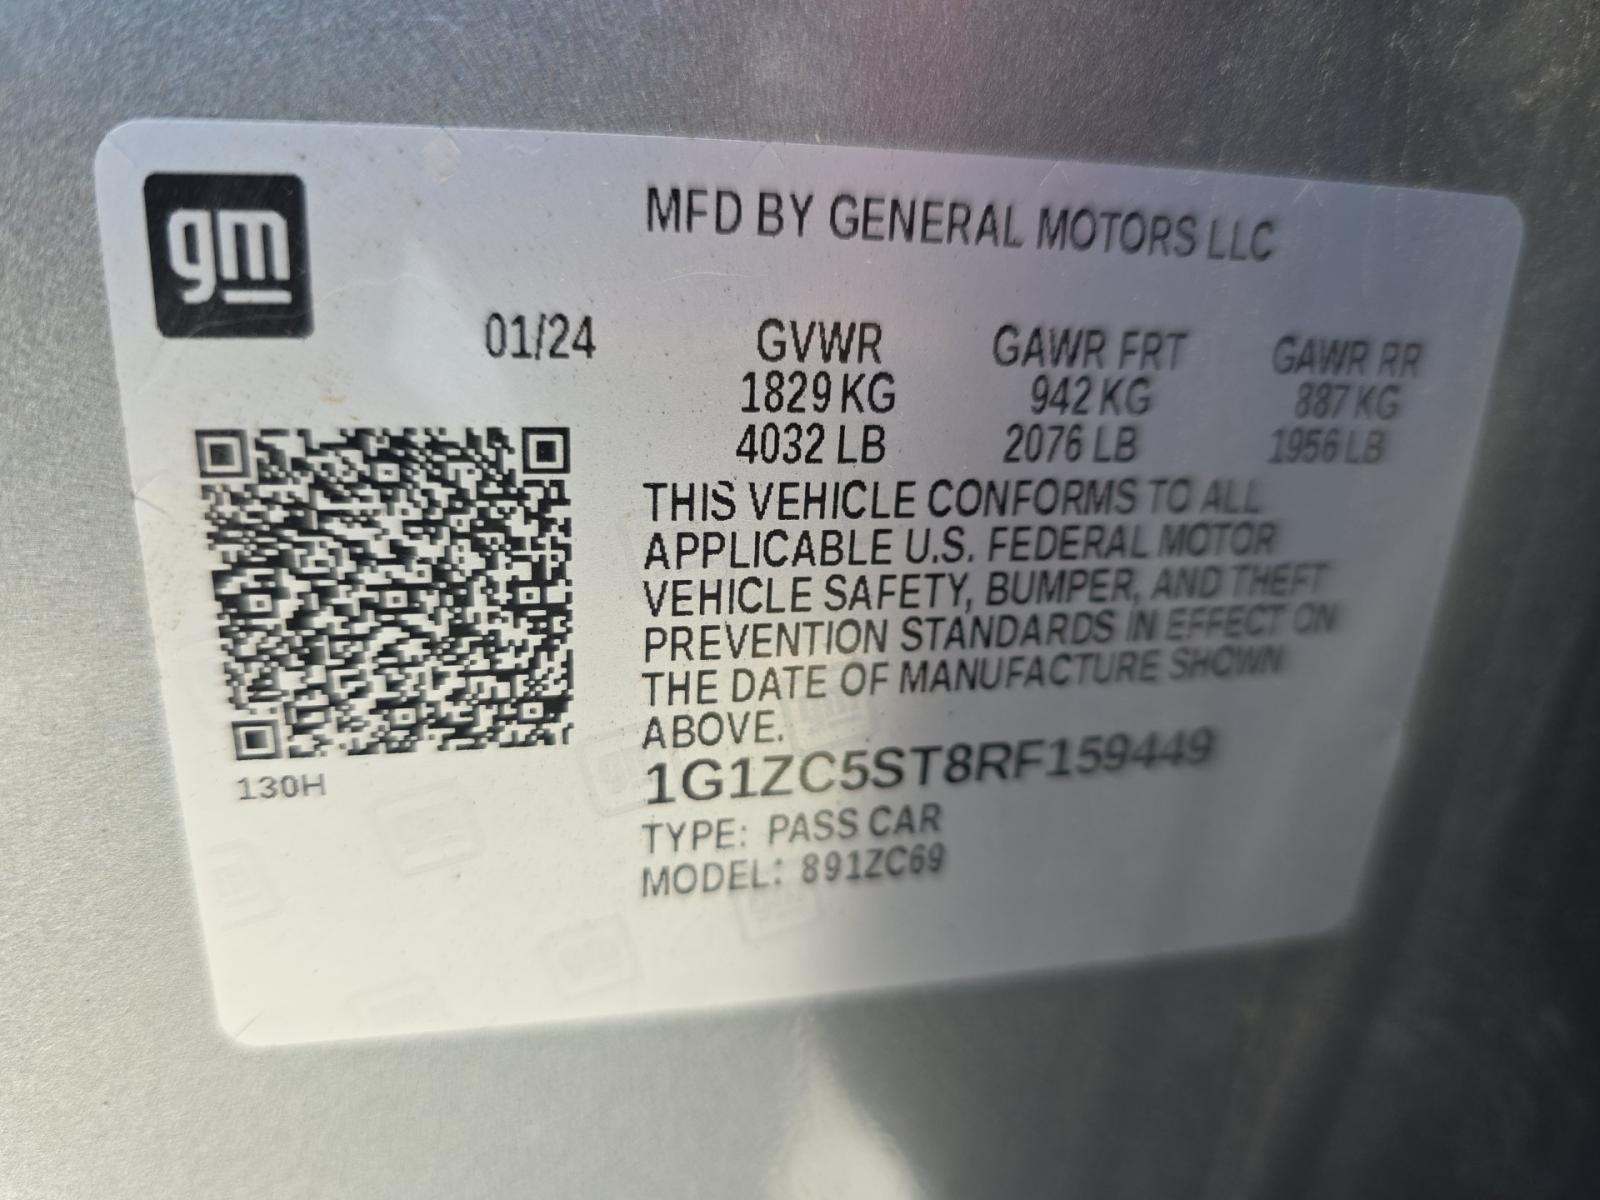 gm
MFD BY GENERAL MOTORS LLC
01/24 GVWR GAWR FRT GAWR RR
1829 KG 942 KG 887 KG
4032 LB 2076 LB 1956 LB
THIS VEHICLE CONFORMS TO ALL
APPLICABLE U.S. FEDERAL MOTOR
VEHICLE SAFETY, BUMPER, AND THEFT
PREVENTION STANDARDS IN EFFECT ON
THE DATE OF MANUFACTURE SHOWN
ABOVE.
130H
1G1ZC5ST8RF159449
TYPE: PASS CAR
MODEL: 891ZC69